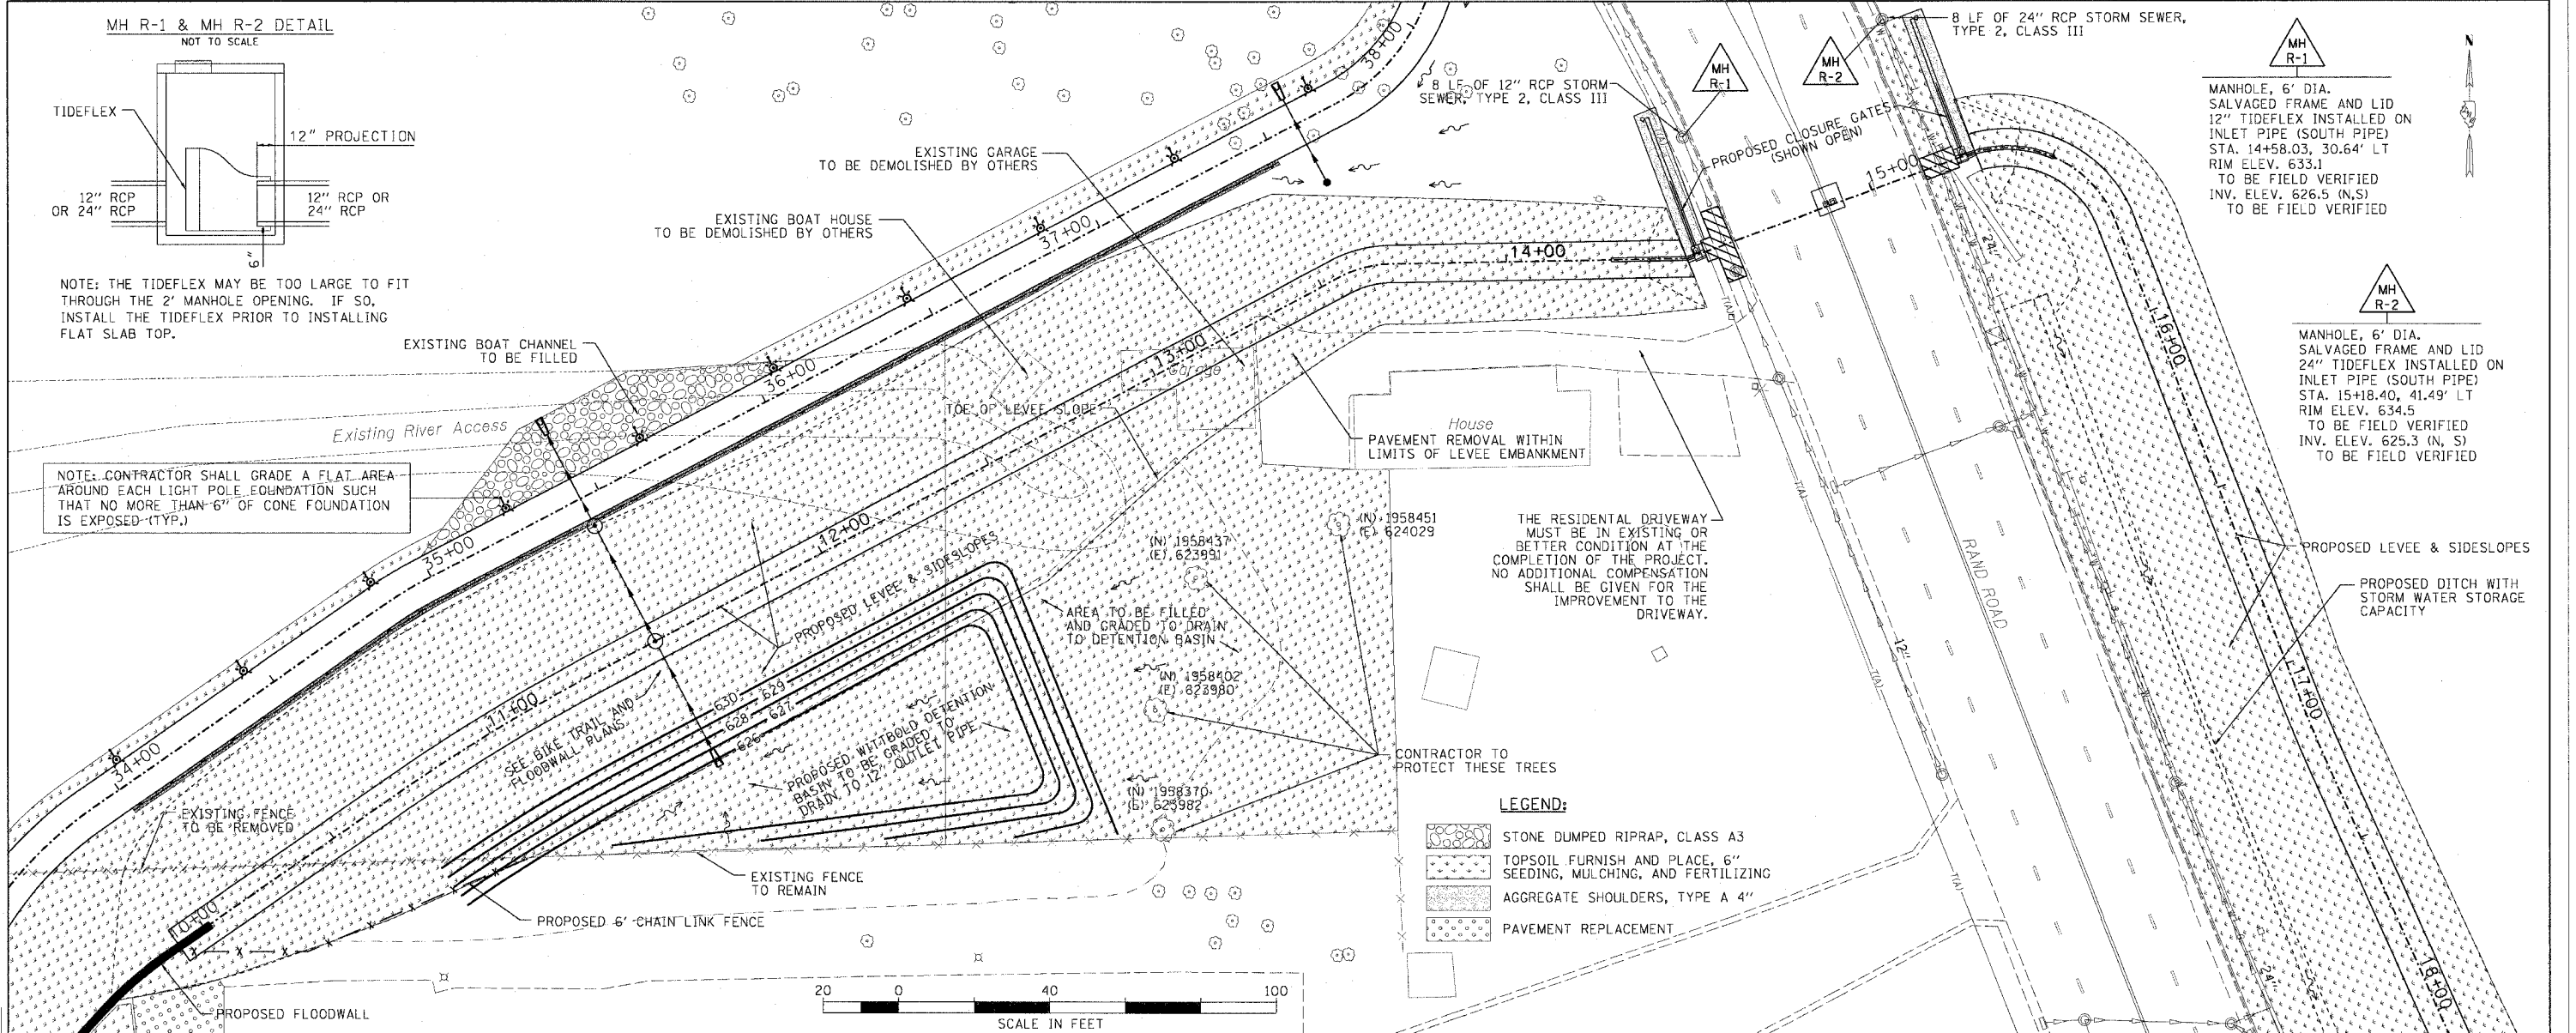 MH R-1 & MH R-2 DETAIL
NOT TO SCALE
TIDEFLEX
12" PROJECTION
12" RCP
OR 24" RCP
12" RCP OR
24" RCP
6"
NOTE: THE TIDEFLEX MAY BE TOO LARGE TO FIT
THROUGH THE 2' MANHOLE OPENING. IF SO,
INSTALL THE TIDEFLEX PRIOR TO INSTALLING
FLAT SLAB TOP.
EXISTING BOAT CHANNEL
TO BE FILLED
Existing River Access
NOTE: CONTRACTOR SHALL GRADE A FLAT AREA
AROUND EACH LIGHT POLE FOUNDATION SUCH
THAT NO MORE THAN 6" OF CONE FOUNDATION
IS EXPOSED (TYP.)
EXISTING BOAT HOUSE
TO BE DEMOLISHED BY OTHERS
EXISTING GARAGE
TO BE DEMOLISHED BY OTHERS
8 LF OF 12" RCP STORM
SEWER, TYPE 2, CLASS III
MH
R-1
MH
R-2
8 LF OF 24" RCP STORM SEWER,
TYPE 2, CLASS III
PROPOSED CLOSURE GATES
(SHOWN OPEN)
MH
R-1
MANHOLE, 6' DIA.
SALVAGED FRAME AND LID
12" TIDEFLEX INSTALLED ON
INLET PIPE (SOUTH PIPE)
STA. 14+58.03, 30.64' LT
RIM ELEV. 633.1
TO BE FIELD VERIFIED
INV. ELEV. 626.5 (N,S)
TO BE FIELD VERIFIED
N
MH
R-2
MANHOLE, 6' DIA.
SALVAGED FRAME AND LID
24" TIDEFLEX INSTALLED ON
INLET PIPE (SOUTH PIPE)
STA. 15+18.40, 41.49' LT
RIM ELEV. 634.5
TO BE FIELD VERIFIED
INV. ELEV. 625.3 (N, S)
TO BE FIELD VERIFIED
38+00
37+00
36+00
35+00
34+00
10+00
11+00
12+00
13+00
14+00
15+00
16+00
17+00
18+00
Garage
TOE OF LEVEE SLOPE
House
PAVEMENT REMOVAL WITHIN
LIMITS OF LEVEE EMBANKMENT
(N) 1958451
(E) 624029
(N) 1958437
(E) 623991
(N) 1958402
(E) 623980
(N) 1958370
(E) 623982
THE RESIDENTAL DRIVEWAY
MUST BE IN EXISTING OR
BETTER CONDITION AT THE
COMPLETION OF THE PROJECT.
NO ADDITIONAL COMPENSATION
SHALL BE GIVEN FOR THE
IMPROVEMENT TO THE
DRIVEWAY.
PROPOSED LEVEE & SIDESLOPES
AREA TO BE FILLED
AND GRADED TO DRAIN
TO DETENTION BASIN
630
629
628
627
626
SEE BIKE TRAIL AND
FLOODWALL PLANS
PROPOSED WITTBOLD DETENTION
BASIN TO BE GRADED TO
DRAIN TO 12" OUTLET PIPE
CONTRACTOR TO
PROTECT THESE TREES
RAND ROAD
12"
24"
24"
T(A)
T(A)
T(A)
T(A)
PROPOSED LEVEE & SIDESLOPES
PROPOSED DITCH WITH
STORM WATER STORAGE
CAPACITY
EXISTING FENCE
TO BE REMOVED
EXISTING FENCE
TO REMAIN
PROPOSED 6' CHAIN LINK FENCE
PROPOSED FLOODWALL
LEGEND:
STONE DUMPED RIPRAP, CLASS A3
TOPSOIL FURNISH AND PLACE, 6"
SEEDING, MULCHING, AND FERTILIZING
AGGREGATE SHOULDERS, TYPE A 4"
PAVEMENT REPLACEMENT
20 0 40 100
SCALE IN FEET